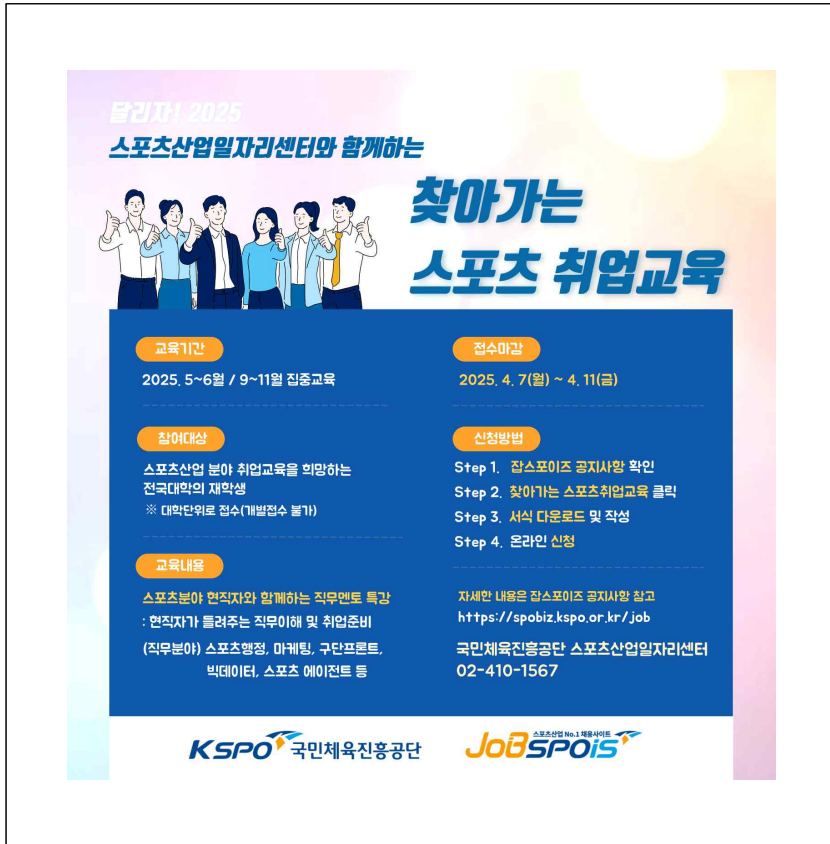 달리자! 2025
스포츠산업일자리센터와 함께하는
찾아가는
스포츠 취업교육
교육기간
2025. 5~6월 / 9~11월 집중교육
참여대상
스포츠산업 분야 취업교육을 희망하는
전국대학의 재학생
※ 대학단위로 접수(개별접수 불가)
교육내용
스포츠분야 현직자와 함께하는 직무멘토 특강
: 현직자가 들려주는 직무이해 및 취업준비
(직무분야) 스포츠행정, 마케팅, 구단프론트,
빅데이터, 스포츠 에이전트 등
접수마감
2025. 4. 7(월) ~ 4. 11(금)
신청방법
Step 1. 잡스포이즈 공지사항 확인
Step 2. 찾아가는 스포츠취업교육 클릭
Step 3. 서식 다운로드 및 작성
Step 4. 온라인 신청
자세한 내용은 잡스포이즈 공지사항 참고
https://spobiz.kspo.or.kr/job
국민체육진흥공단 스포츠산업일자리센터
02-410-1567
KSPO 국민체육진흥공단
스포츠산업 No.1 채용사이트
JOBSPOiS